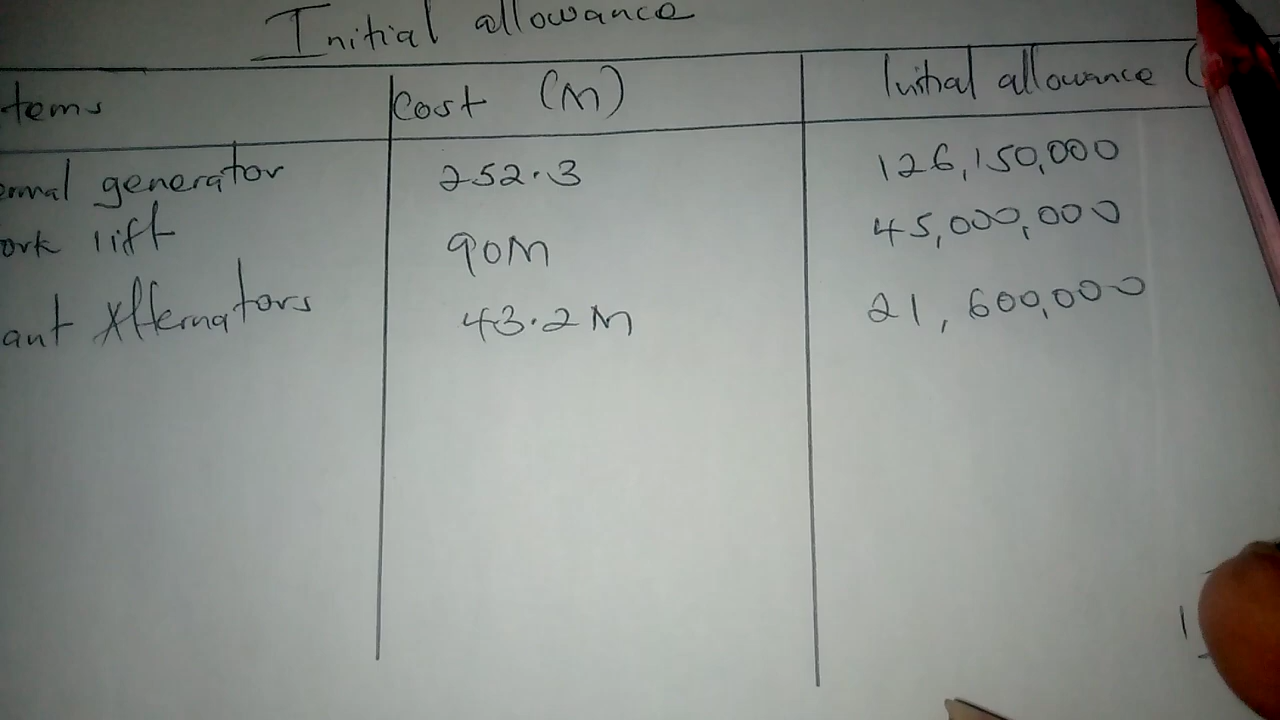 Initial allowance
tems Cost (M) Initial allowance (
ermal generator 252.3 126,150,000
ork lift 90M 45,000,000
ant Alternators 43.2M 21,600,000